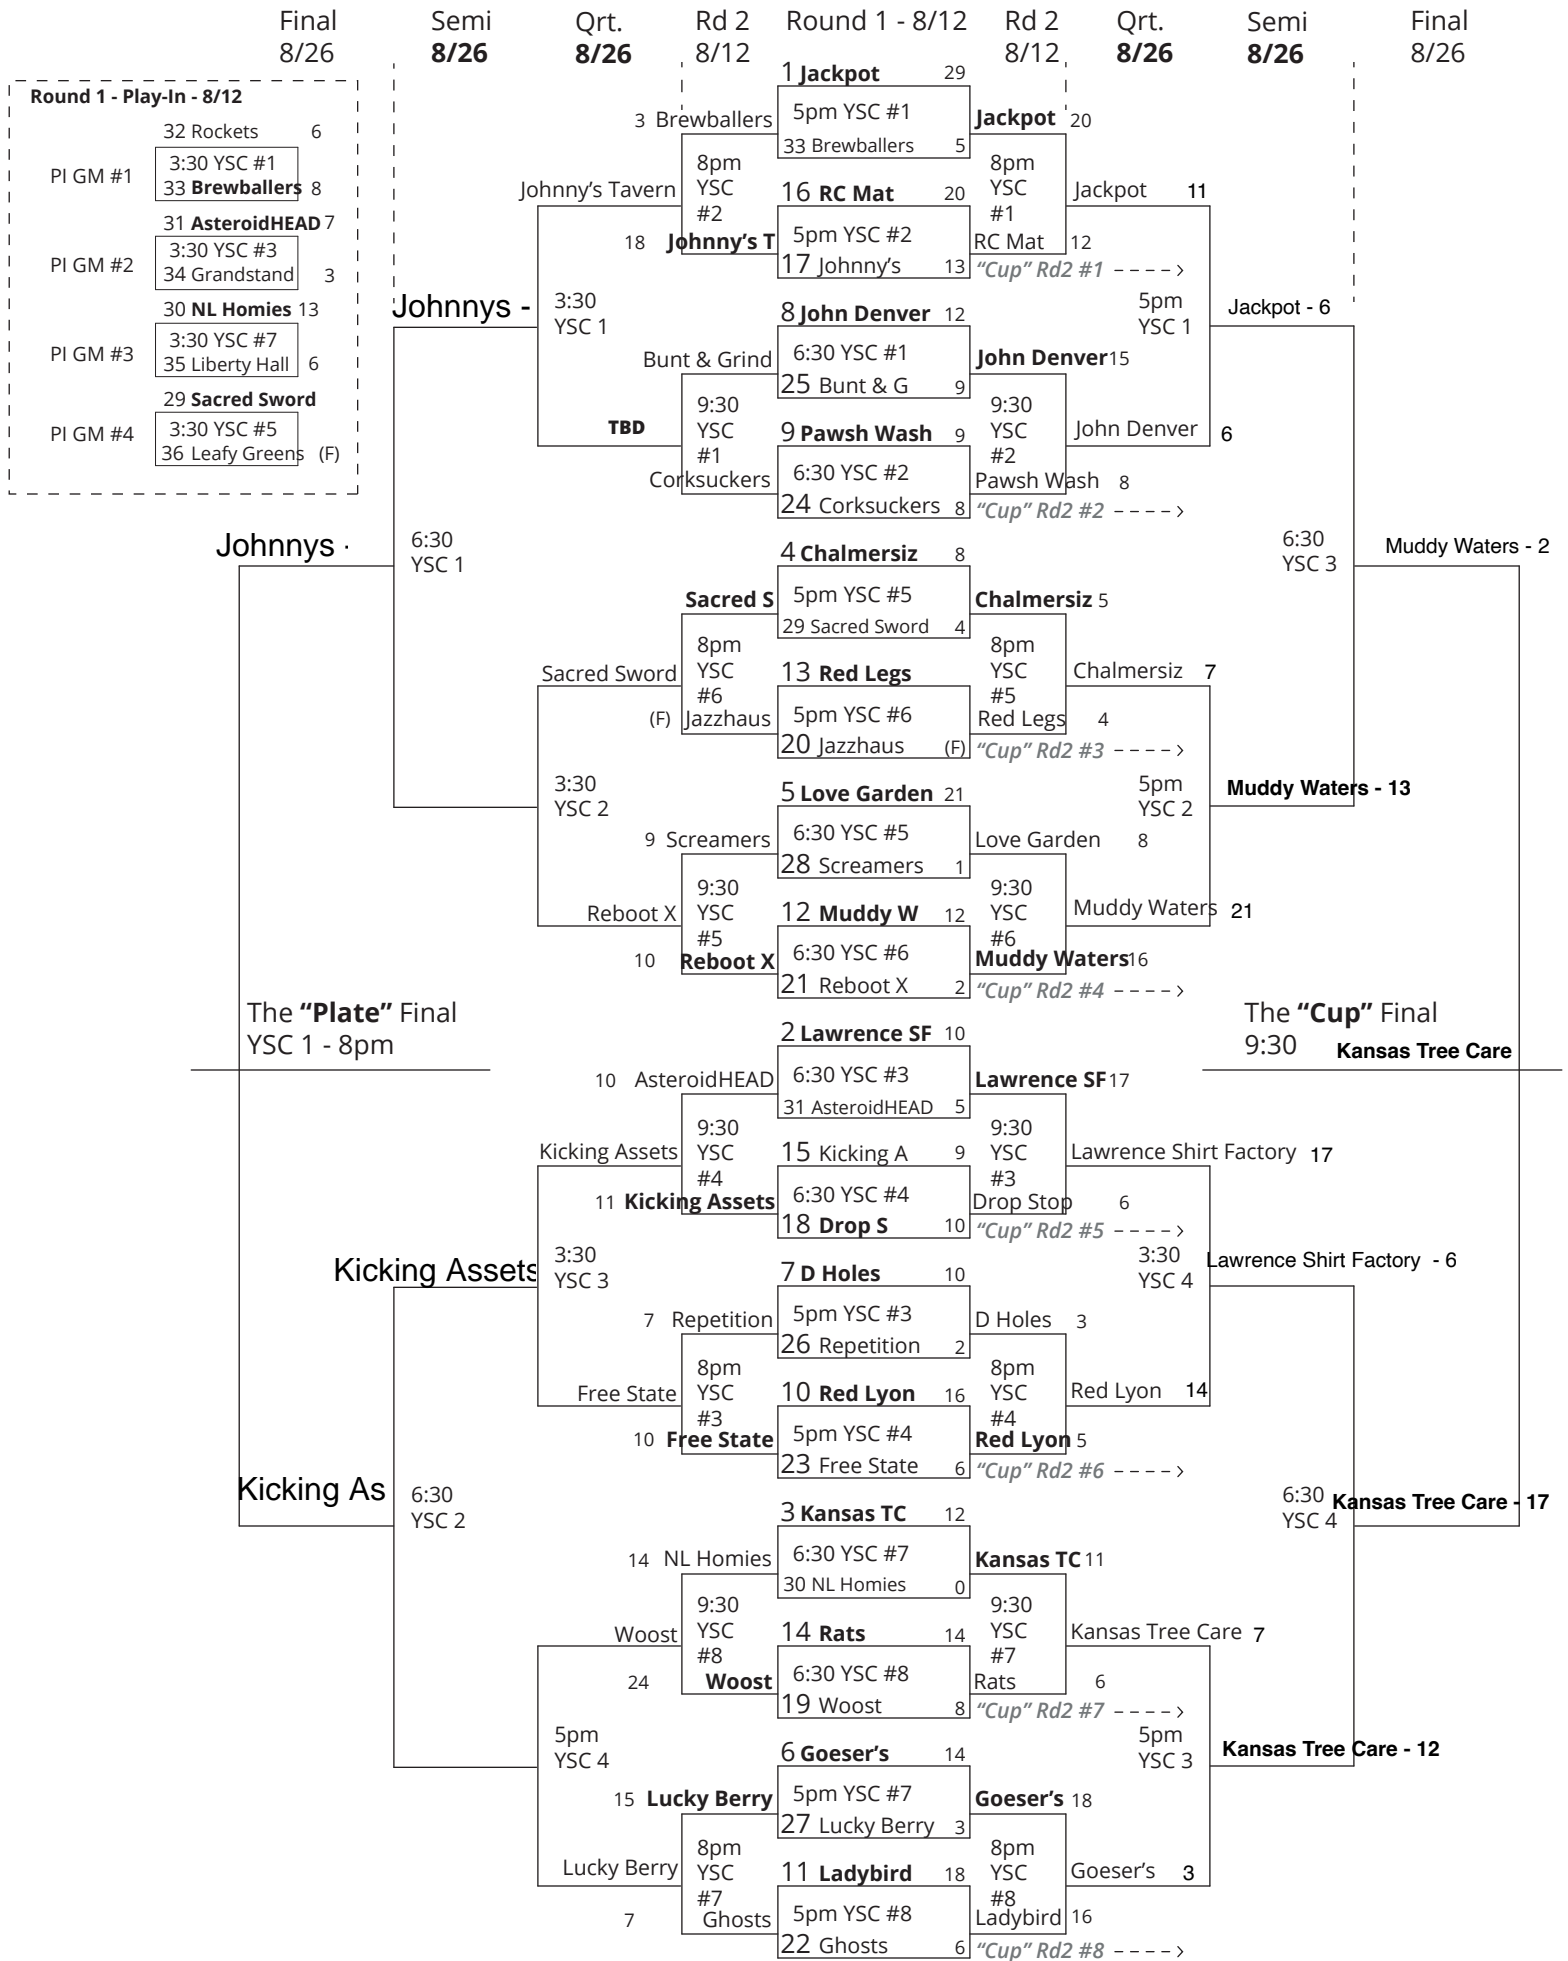 Final
8/26
Semi
8/26
Qrt.
8/26
Rd 2
8/12
Round 1 - 8/12
Rd 2
8/12
Qrt.
8/26
Semi
8/26
Final
8/26
Round 1 - Play-In - 8/12
32 Rockets 6
PI GM #1
3:30 YSC #1
33 Brewballers 8
31 AsteroidHEAD 7
PI GM #2
3:30 YSC #3
34 Grandstand 3
30 NL Homies 13
PI GM #3
3:30 YSC #7
35 Liberty Hall 6
29 Sacred Sword
PI GM #4
3:30 YSC #5
36 Leafy Greens (F)
Johnnys -
Johnnys ·
6:30
YSC 1
The “Plate” Final
YSC 1 - 8pm
Kicking Assets
Kicking As
6:30
YSC 2
Johnny’s Tavern
3:30
YSC 1
TBD
Sacred Sword
3:30
YSC 2
Reboot X
Kicking Assets
3:30
YSC 3
Free State
Woost
5pm
YSC 4
Lucky Berry
3 Brewballers
8pm
YSC
#2
18 Johnny’s T
Bunt & Grind
9:30
YSC
#1
Corksuckers
Sacred S
8pm
YSC
#6
(F) Jazzhaus
9 Screamers
9:30
YSC
#5
10 Reboot X
10 AsteroidHEAD
9:30
YSC
#4
11 Kicking Assets
7 Repetition
8pm
YSC
#3
10 Free State
14 NL Homies
9:30
YSC
#8
24 Woost
15 Lucky Berry
8pm
YSC
#7
7 Ghosts
1 Jackpot 29
5pm YSC #1
33 Brewballers 5
16 RC Mat 20
5pm YSC #2
17 Johnny’s 13
8 John Denver 12
6:30 YSC #1
25 Bunt & G 9
9 Pawsh Wash 9
6:30 YSC #2
24 Corksuckers 8
4 Chalmersiz 8
5pm YSC #5
29 Sacred Sword 4
13 Red Legs
5pm YSC #6
20 Jazzhaus (F)
5 Love Garden 21
6:30 YSC #5
28 Screamers 1
12 Muddy W 12
6:30 YSC #6
21 Reboot X 2
2 Lawrence SF 10
6:30 YSC #3
31 AsteroidHEAD 5
15 Kicking A 9
6:30 YSC #4
18 Drop S 10
7 D Holes 10
5pm YSC #3
26 Repetition 2
10 Red Lyon 16
5pm YSC #4
23 Free State 6
3 Kansas TC 12
6:30 YSC #7
30 NL Homies 0
14 Rats 14
6:30 YSC #8
19 Woost 8
6 Goeser’s 14
5pm YSC #7
27 Lucky Berry 3
11 Ladybird 18
5pm YSC #8
22 Ghosts 6
Jackpot 20
8pm
YSC
#1
RC Mat 12
“Cup” Rd2 #1 ---->
John Denver 15
9:30
YSC
#2
Pawsh Wash 8
“Cup” Rd2 #2 ---->
Chalmersiz 5
8pm
YSC
#5
Red Legs 4
“Cup” Rd2 #3 ---->
Love Garden 8
9:30
YSC
#6
Muddy Waters 16
“Cup” Rd2 #4 ---->
Lawrence SF 17
9:30
YSC
#3
Drop Stop 6
“Cup” Rd2 #5 ---->
D Holes 3
8pm
YSC
#4
Red Lyon 5
“Cup” Rd2 #6 ---->
Kansas TC 11
9:30
YSC
#7
Rats 6
“Cup” Rd2 #7 ---->
Goeser’s 18
8pm
YSC
#8
Ladybird 16
“Cup” Rd2 #8 ---->
Jackpot 11
5pm
YSC 1
John Denver 6
Chalmersiz 7
5pm
YSC 2
Muddy Waters 21
Lawrence Shirt Factory 17
3:30
YSC 4
Red Lyon 14
Kansas Tree Care 7
5pm
YSC 3
Goeser’s 3
Jackpot - 6
6:30
YSC 3
Muddy Waters - 13
Lawrence Shirt Factory - 6
6:30
YSC 4
Kansas Tree Care - 12
Muddy Waters - 2
The “Cup” Final
9:30
Kansas Tree Care
Kansas Tree Care - 17